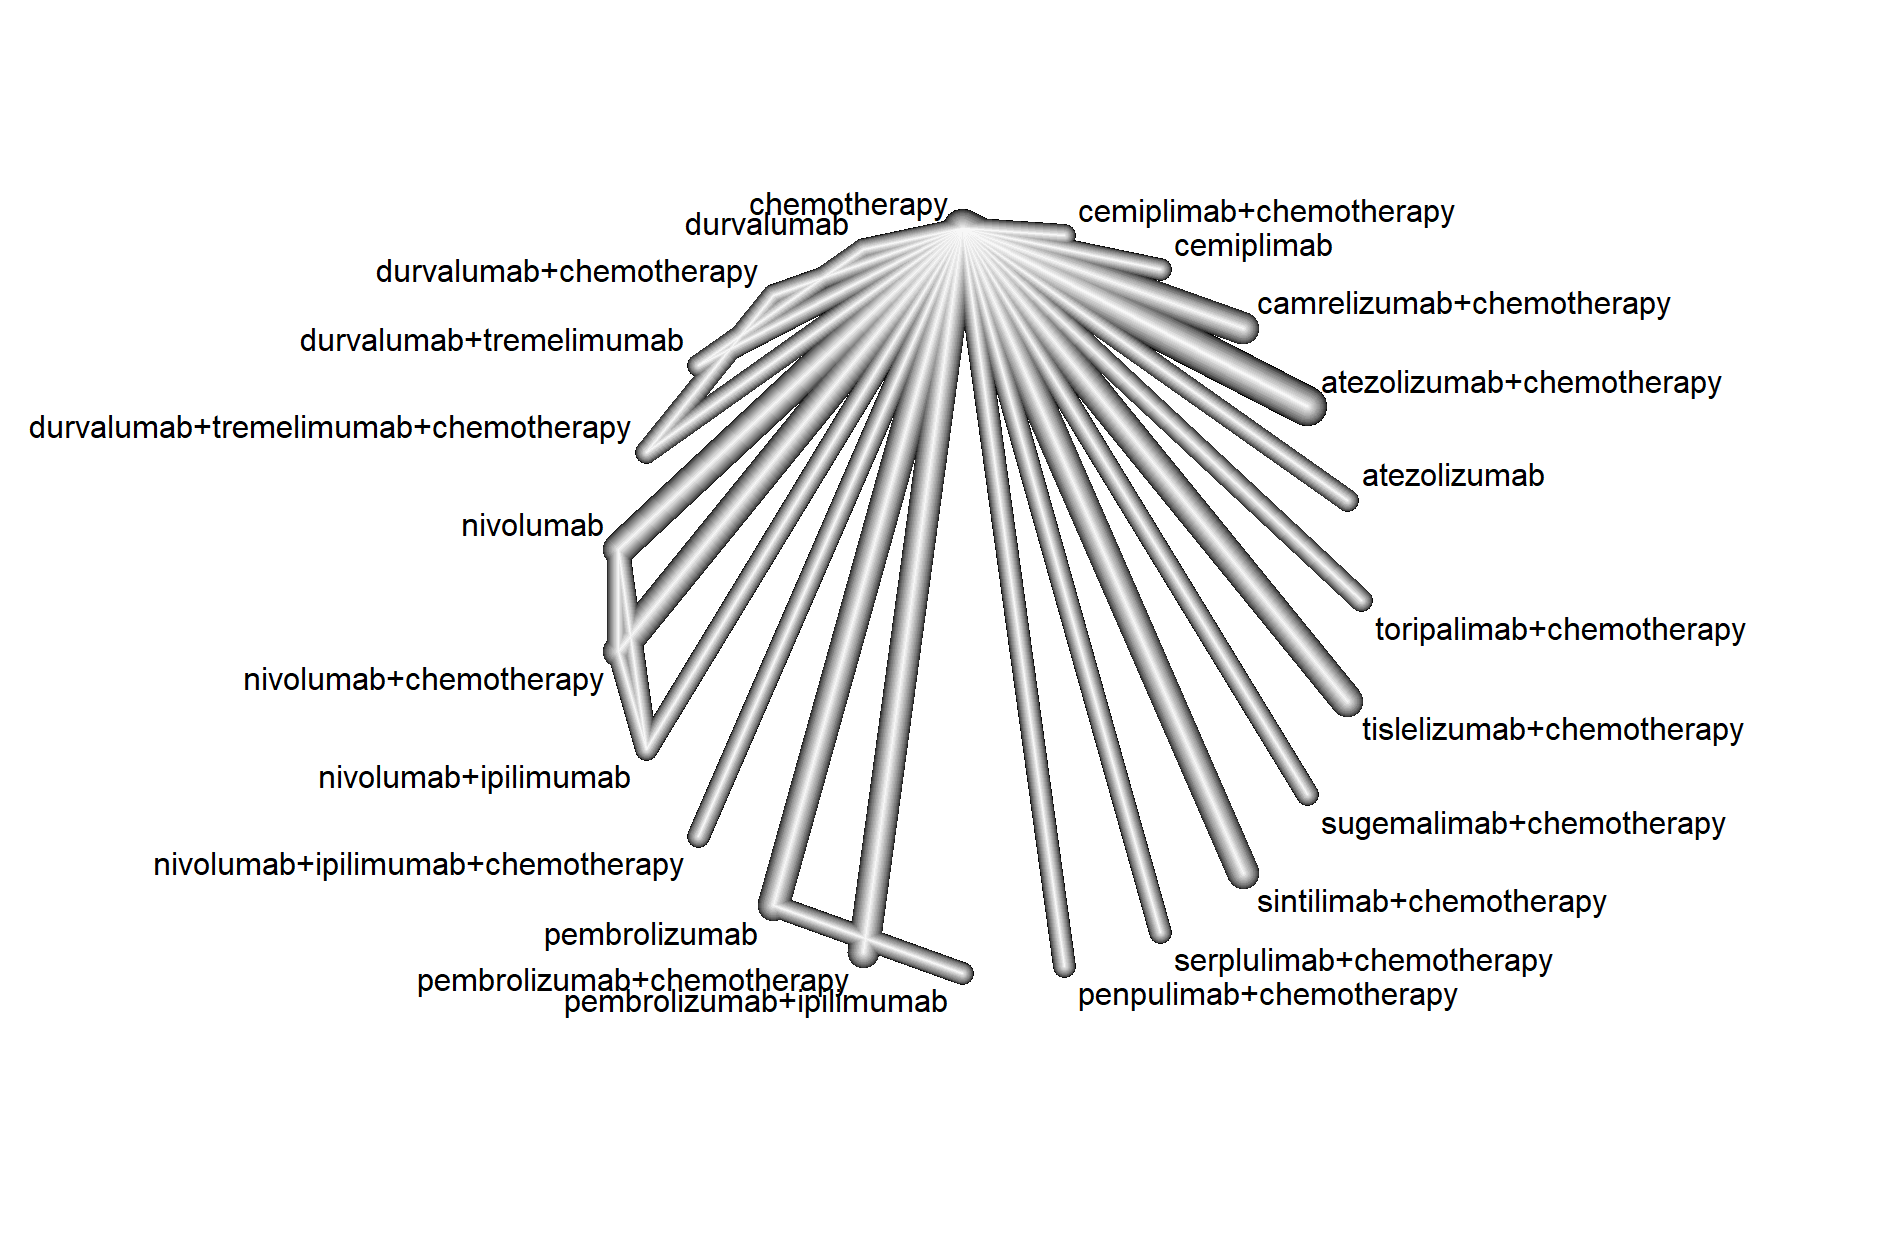 chemotherapy
cemiplimab+chemotherapy
durvalumab
cemiplimab
durvalumab+chemotherapy
camrelizumab+chemotherapy
durvalumab+tremelimumab
atezolizumab+chemotherapy
durvalumab+tremelimumab+chemotherapy
atezolizumab
nivolumab
toripalimab+chemotherapy
nivolumab+chemotherapy
tislelizumab+chemotherapy
nivolumab+ipilimumab
sugemalimab+chemotherapy
nivolumab+ipilimumab+chemotherapy
sintilimab+chemotherapy
pembrolizumab
serplulimab+chemotherapy
pembrolizumab+chemotherapy
penpulimab+chemotherapy
pembrolizumab+ipilimumab